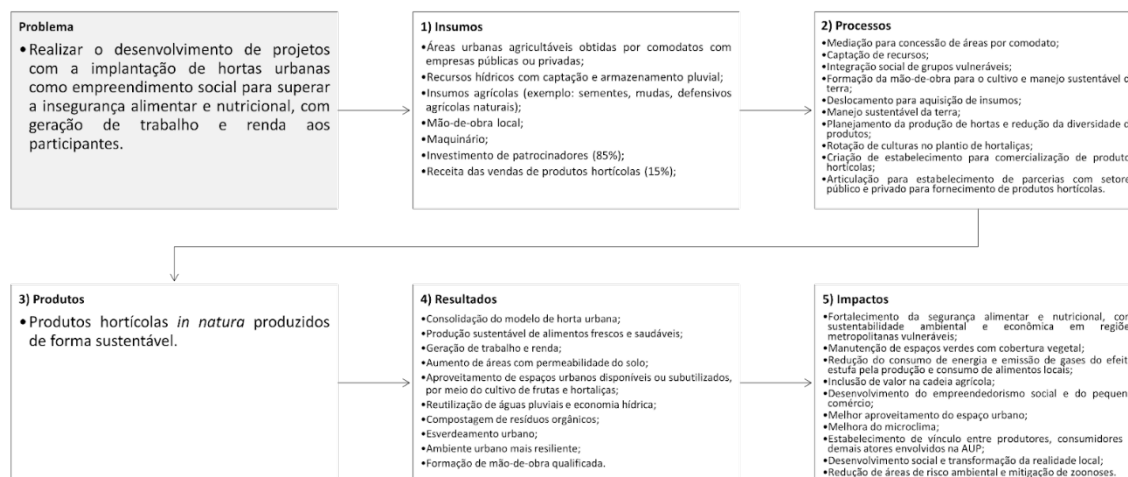 Problema
•Realizar o desenvolvimento de projetos
com a implantação de hortas urbanas
como empreendimento social para superar
a insegurança alimentar e nutricional, com
geração de trabalho e renda aos
participantes.
1) Insumos
•Áreas urbanas agricultáveis obtidas por comodatos com
empresas públicas ou privadas;
•Recursos hídricos com captação e armazenamento pluvial;
•Insumos agrícolas (exemplo: sementes, mudas, defensivos
agrícolas naturais);
•Mão-de-obra local;
•Maquinário;
•Investimento de patrocinadores (85%);
•Receita das vendas de produtos hortícolas (15%);
2) Processos
•Mediação para concessão de áreas por comodato;
•Captação de recursos;
•Integração social de grupos vulneráveis;
•Formação da mão-de-obra para o cultivo e manejo sustentável d
terra;
•Deslocamento para aquisição de insumos;
•Manejo sustentável da terra;
•Planejamento da produção de hortas e redução da diversidade d
produtos;
•Rotação de culturas no plantio de hortaliças;
•Criação de estabelecimento para comercialização de produto
hortícolas;
•Articulação para estabelecimento de parcerias com setore
público e privado para fornecimento de produtos hortícolas.
3) Produtos
•Produtos hortícolas in natura produzidos
de forma sustentável.
4) Resultados
•Consolidação do modelo de horta urbana;
•Produção sustentável de alimentos frescos e saudáveis;
•Geração de trabalho e renda;
•Aumento de áreas com permeabilidade do solo;
•Aproveitamento de espaços urbanos disponíveis ou subutilizados,
por meio do cultivo de frutas e hortaliças;
•Reutilização de águas pluviais e economia hídrica;
•Compostagem de resíduos orgânicos;
•Esverdeamento urbano;
•Ambiente urbano mais resiliente;
•Formação de mão-de-obra qualificada.
5) Impactos
•Fortalecimento da segurança alimentar e nutricional, com
sustentabilidade ambiental e econômica em regiõe
metropolitanas vulneráveis;
•Manutenção de espaços verdes com cobertura vegetal;
•Redução do consumo de energia e emissão de gases do efeit
estufa pela produção e consumo de alimentos locais;
•Inclusão de valor na cadeia agrícola;
•Desenvolvimento do empreendedorismo social e do pequen
comércio;
•Melhor aproveitamento do espaço urbano;
•Melhora do microclima;
•Estabelecimento de vínculo entre produtores, consumidores
demais atores envolvidos na AUP;
•Desenvolvimento social e transformação da realidade local;
•Redução de áreas de risco ambiental e mitigação de zoonoses.